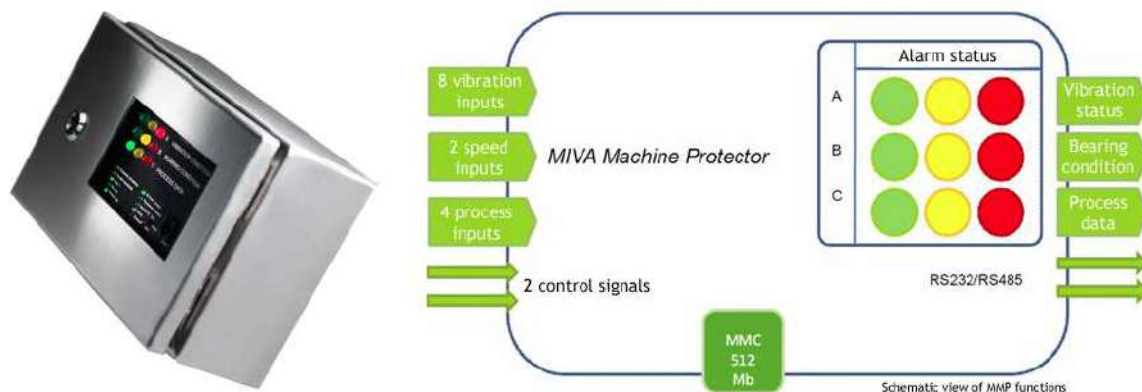 8 vibration
inputs
2 speed
inputs
4 process
inputs
2 control signals
MIVA Machine Protector
Alarm status
A
B
C
Vibration
status
Bearing
condition
Process
data
RS232/RS485
MMC
512
Mb
Schematic view of MMP functions